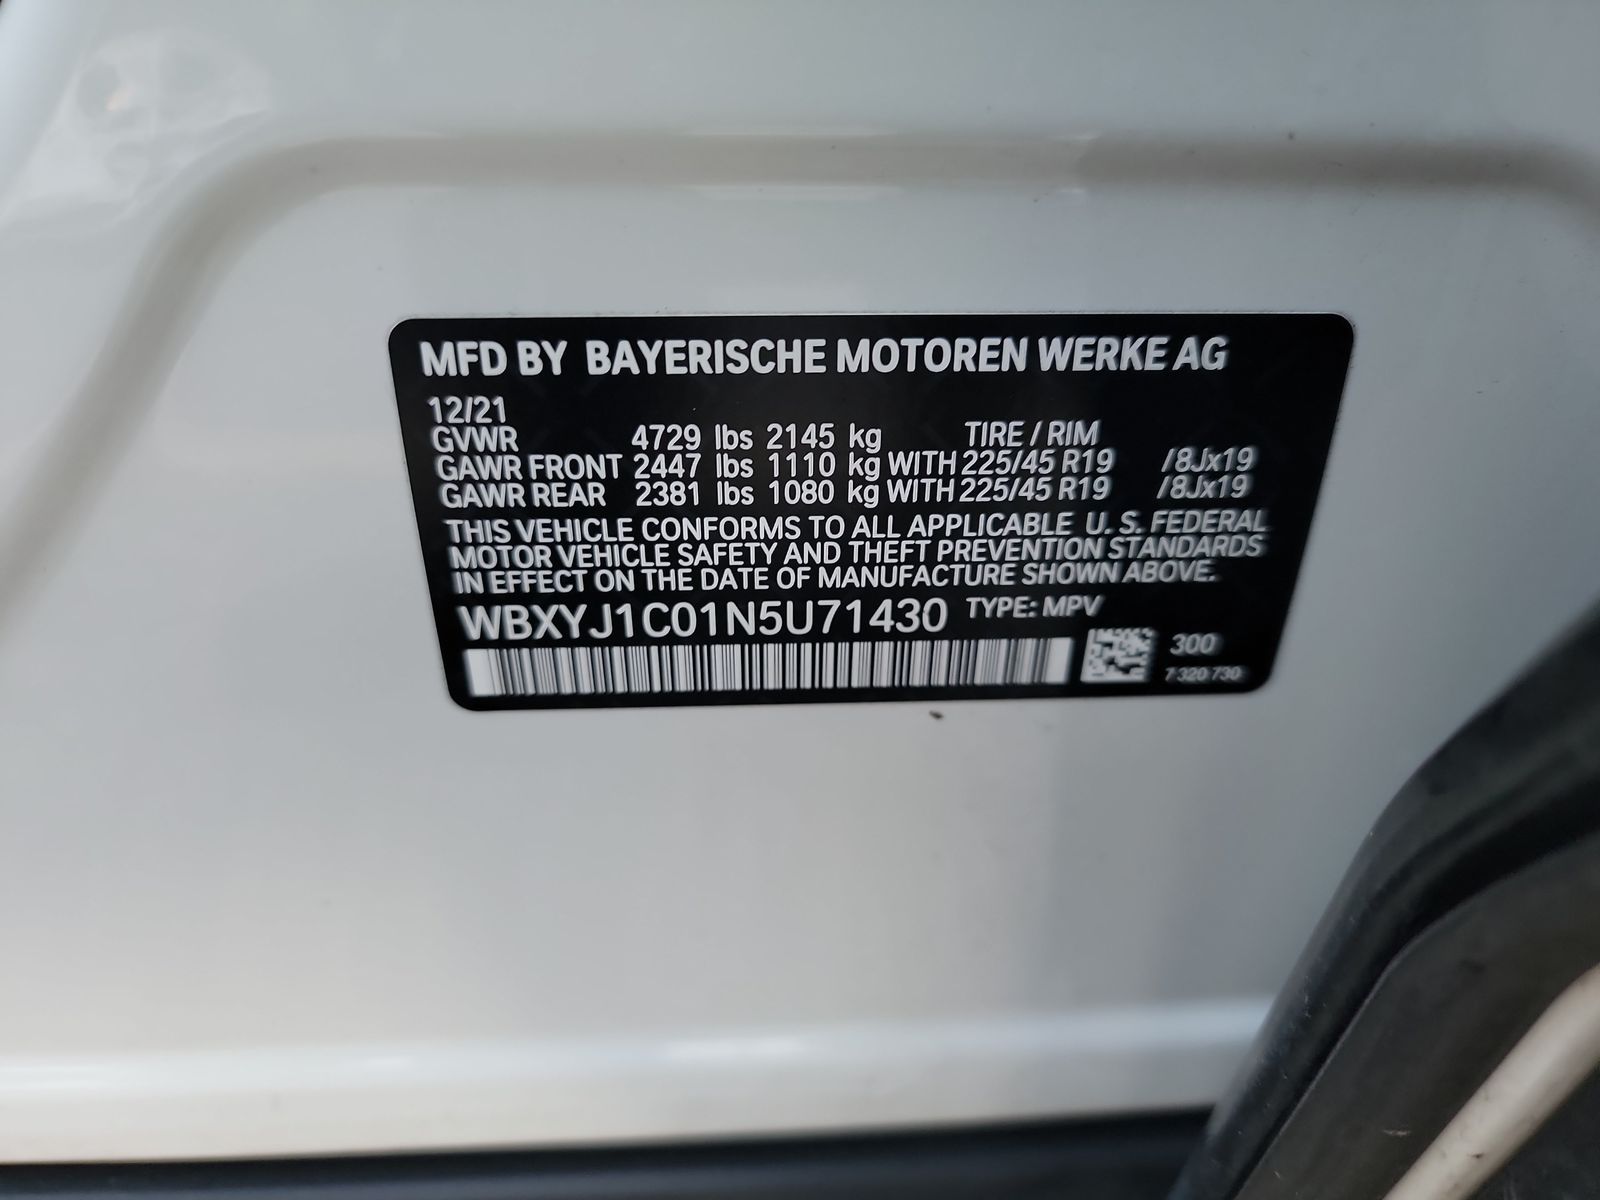 MFD BY BAYERISCHE MOTOREN WERKE AG
12/21
GVWR 4729 lbs 2145 kg TIRE / RIM
GAWR FRONT 2447 lbs 1110 kg WITH 225/45 R19 /8Jx19
GAWR REAR 2381 lbs 1080 kg WITH 225/45 R19 /8Jx19
THIS VEHICLE CONFORMS TO ALL APPLICABLE U. S. FEDERAL
MOTOR VEHICLE SAFETY AND THEFT PREVENTION STANDARDS
IN EFFECT ON THE DATE OF MANUFACTURE SHOWN ABOVE.
WBXYJ1C01N5U71430 TYPE: MPV
300
7 320 730